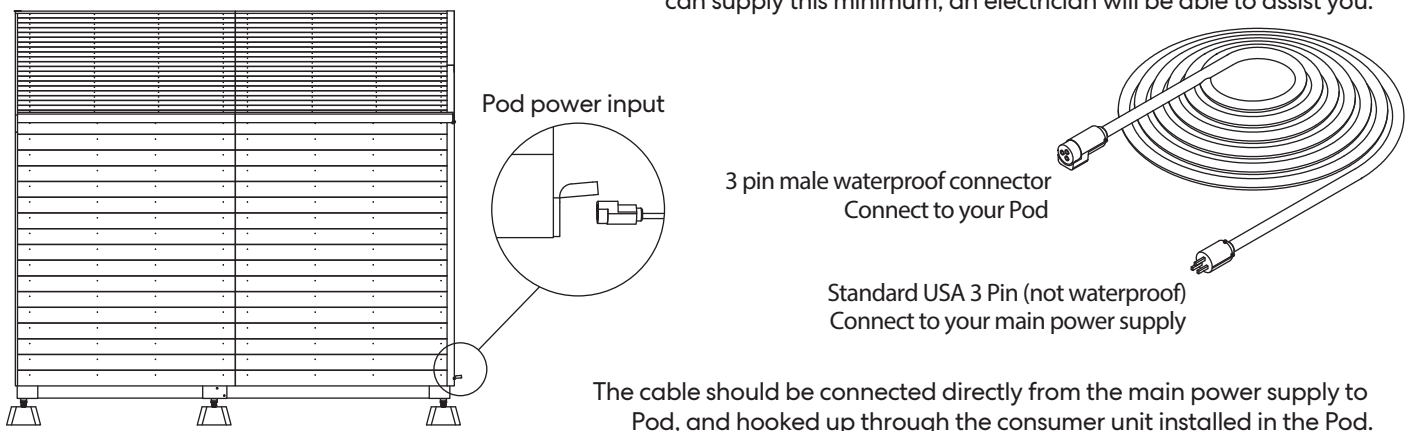 can supply this minimum, an electrician will be able to assist you.
Pod power input
3 pin male waterproof connector
Connect to your Pod
Standard USA 3 Pin (not waterproof)
Connect to your main power supply
The cable should be connected directly from the main power supply to
Pod, and hooked up through the consumer unit installed in the Pod.